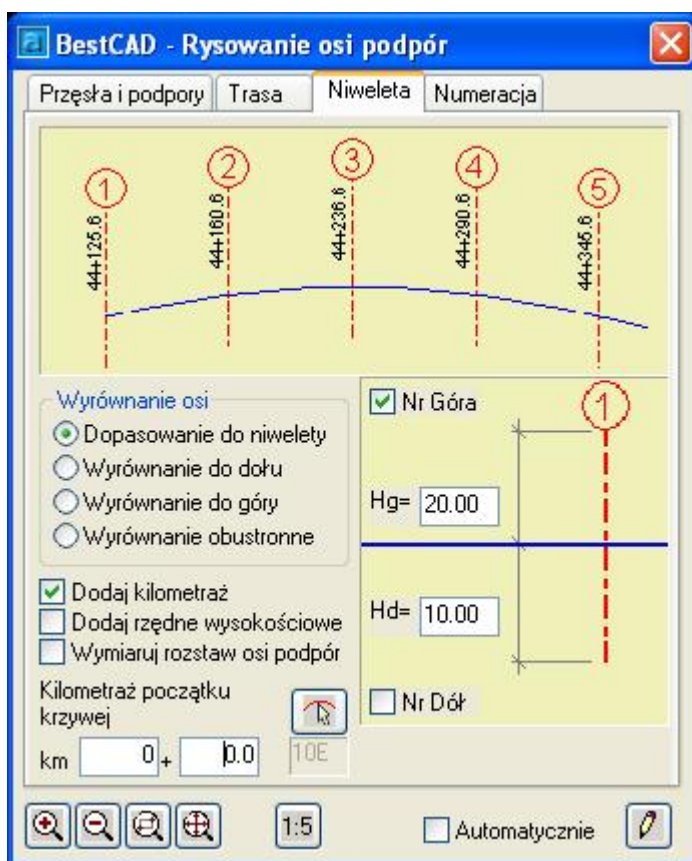 BestCAD - Rysowanie osi podpór
Przęsła i podpory Trasa Niweleta Numeracja
1 2 3 4 5
44+125.6 44+160.6 44+236.6 44+290.6 44+345.6
Wyrównanie osi
Dopasowanie do niwelety
Wyrównanie do dołu
Wyrównanie do góry
Wyrównanie obustronne
Dodaj kilometraż
Dodaj rzędne wysokościowe
Wymiaruj rozstaw osi podpór
Kilometraż początku
krzywej
km 0 + 0.0 10E
Nr Góra 1
Hg= 20.00
Hd= 10.00
Nr Dół
1:5 Automatycznie